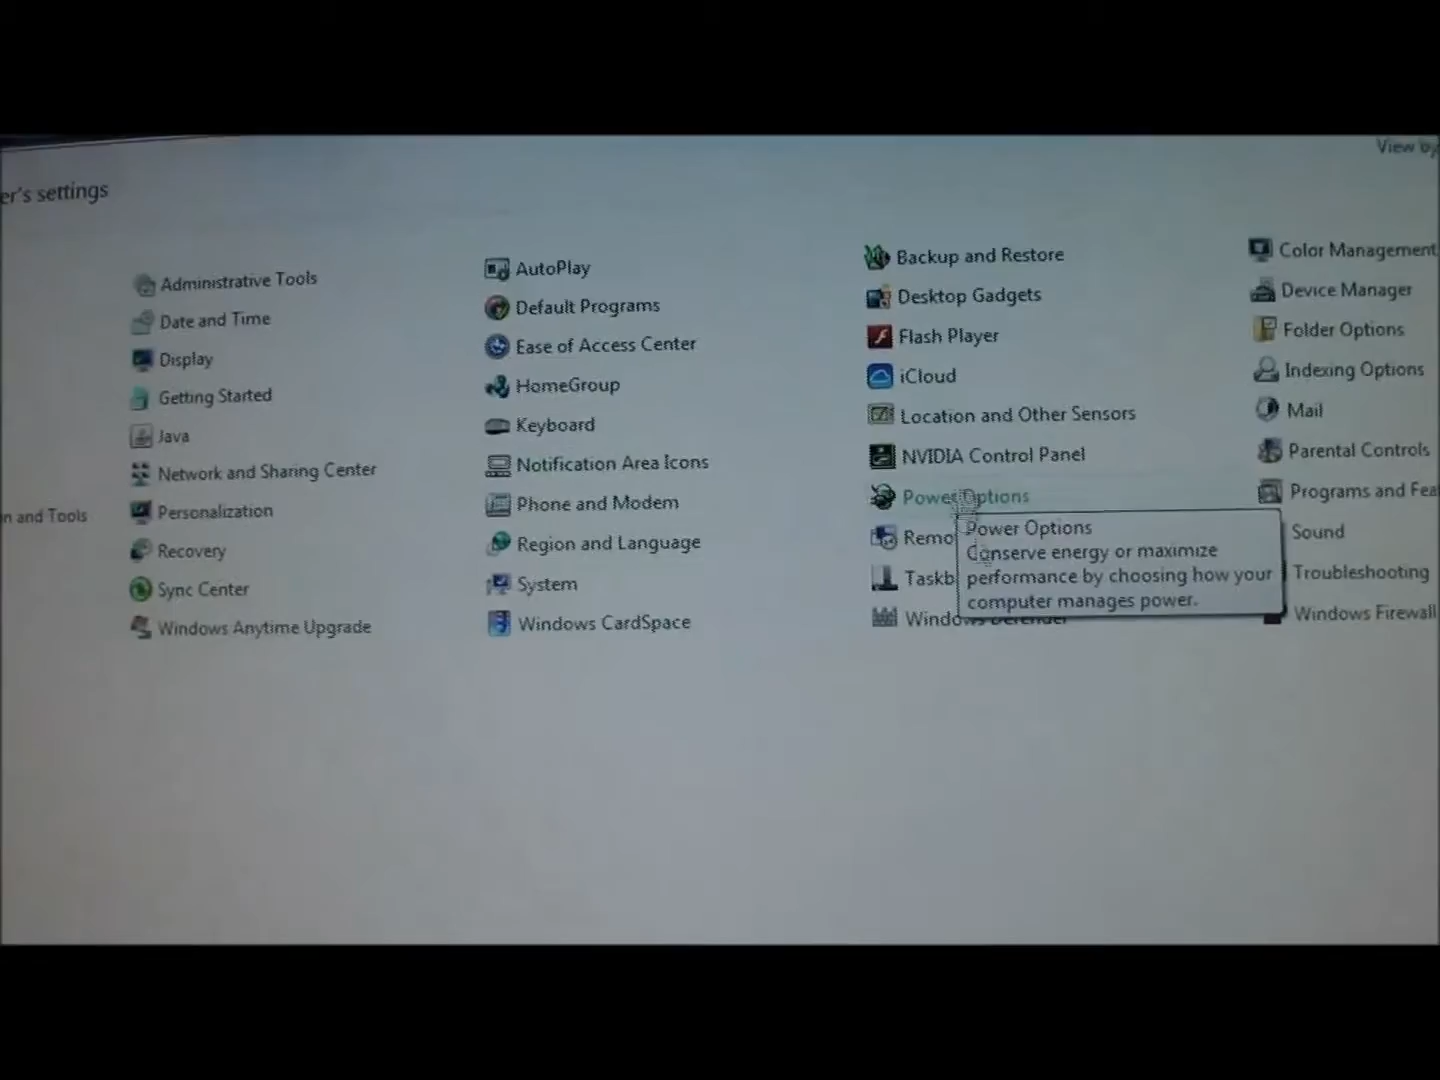 View by
er's settings
Administrative Tools
Date and Time
Display
Getting Started
Java
Network and Sharing Center
n and Tools
Personalization
Recovery
Sync Center
Windows Anytime Upgrade
AutoPlay
Default Programs
Ease of Access Center
HomeGroup
Keyboard
Notification Area Icons
Phone and Modem
Region and Language
System
Windows CardSpace
Backup and Restore
Desktop Gadgets
Flash Player
iCloud
Location and Other Sensors
NVIDIA Control Panel
Power Options
Remo
Taskb
Windows Defender
Power Options
Conserve energy or maximize
performance by choosing how your
computer manages power.
Color Management
Device Manager
Folder Options
Indexing Options
Mail
Parental Controls
Programs and Fea
Sound
Troubleshooting
Windows Firewall